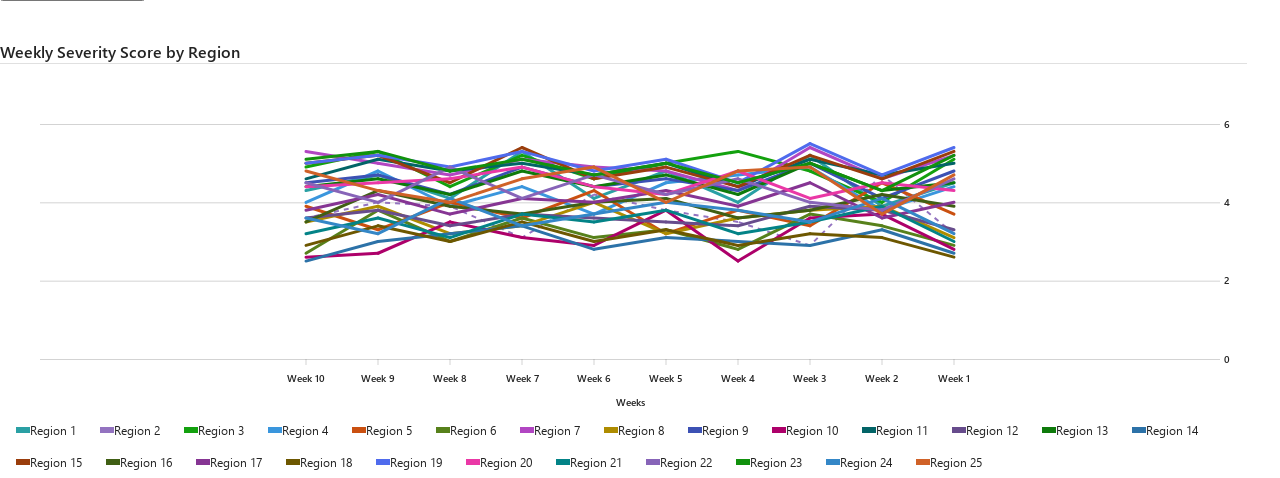 Weekly Severity Score by Region
6
4
2
0
Week 10 Week 9 Week 8 Week 7 Week 6 Week 5 Week 4 Week 3 Week 2 Week 1
Weeks
Region 1 Region 2 Region 3 Region 4 Region 5 Region 6 Region 7 Region 8 Region 9 Region 10 Region 11 Region 12 Region 13 Region 14
Region 15 Region 16 Region 17 Region 18 Region 19 Region 20 Region 21 Region 22 Region 23 Region 24 Region 25